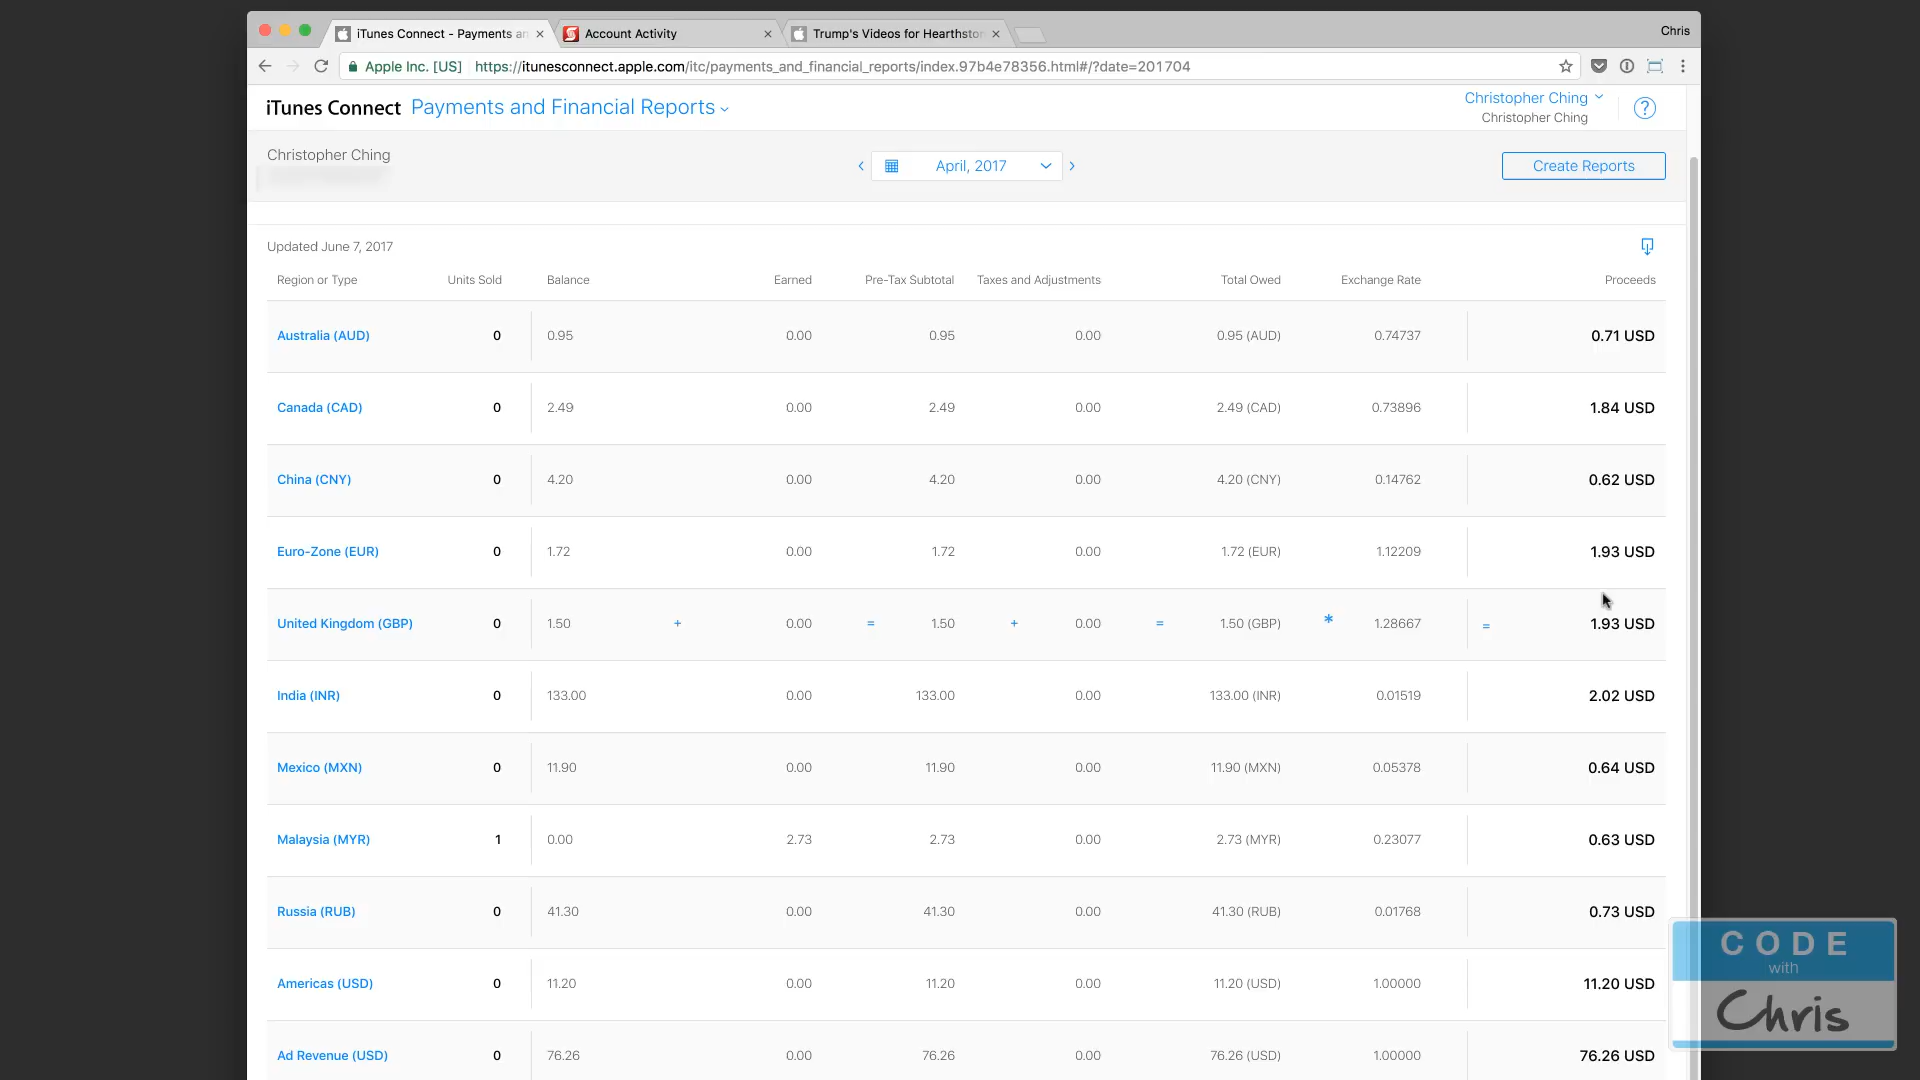 iTunes Connect - Payments an
Account Activity
Trump's Videos for Hearthston
Chris
Apple Inc. [US] https://itunesconnect.apple.com/itc/payments_and_financial_reports/index.97b4e78356.html#/?date=201704
iTunes Connect Payments and Financial Reports
Christopher Ching
Christopher Ching
?
Christopher Ching
April, 2017
Create Reports
Updated June 7, 2017
Region or Type Units Sold Balance Earned Pre-Tax Subtotal Taxes and Adjustments Total Owed Exchange Rate Proceeds
Australia (AUD) 0 0.95 0.00 0.95 0.00 0.95 (AUD) 0.74737 0.71 USD
Canada (CAD) 0 2.49 0.00 2.49 0.00 2.49 (CAD) 0.73896 1.84 USD
China (CNY) 0 4.20 0.00 4.20 0.00 4.20 (CNY) 0.14762 0.62 USD
Euro-Zone (EUR) 0 1.72 0.00 1.72 0.00 1.72 (EUR) 1.12209 1.93 USD
United Kingdom (GBP) 0 1.50 + 0.00 = 1.50 + 0.00 = 1.50 (GBP) * 1.28667 = 1.93 USD
India (INR) 0 133.00 0.00 133.00 0.00 133.00 (INR) 0.01519 2.02 USD
Mexico (MXN) 0 11.90 0.00 11.90 0.00 11.90 (MXN) 0.05378 0.64 USD
Malaysia (MYR) 1 0.00 2.73 2.73 0.00 2.73 (MYR) 0.23077 0.63 USD
Russia (RUB) 0 41.30 0.00 41.30 0.00 41.30 (RUB) 0.01768 0.73 USD
Americas (USD) 0 11.20 0.00 11.20 0.00 11.20 (USD) 1.00000 11.20 USD
Ad Revenue (USD) 0 76.26 0.00 76.26 0.00 76.26 (USD) 1.00000 76.26 USD
CODE
with
Chris